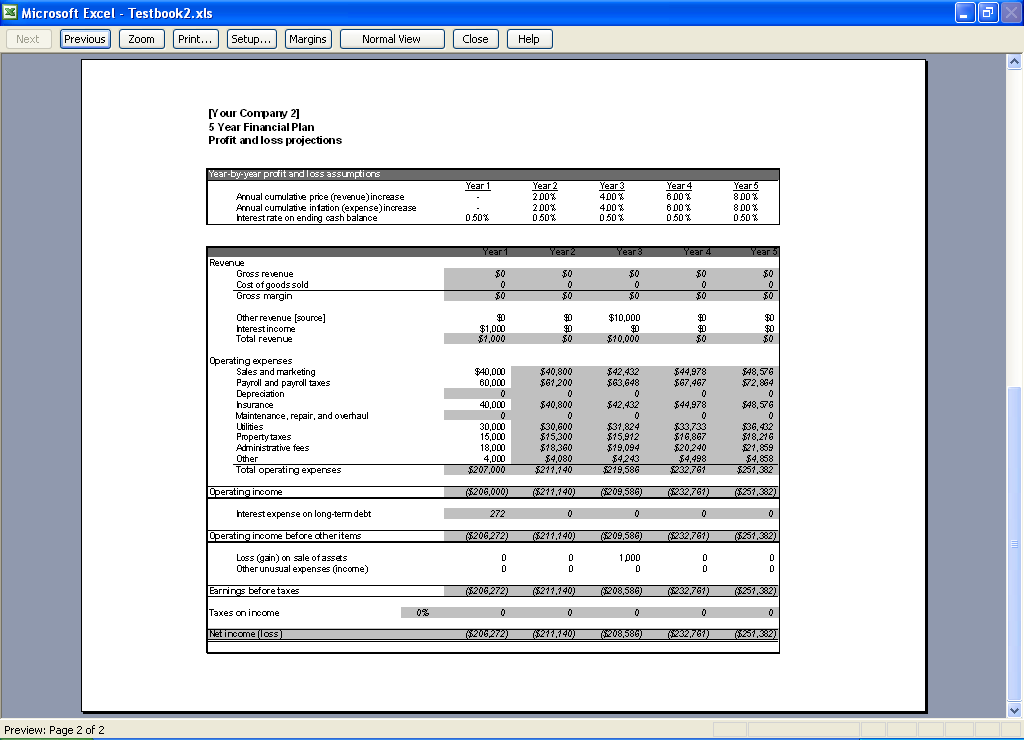 Microsoft Excel - Testbook2.xls
Next Previous Zoom Print... Setup... Margins Normal View Close Help
[Your Company 2]
5 Year Financial Plan
Profit and loss projections
Year-by-year profit and loss assumptions
Year 1 Year 2 Year 3 Year 4 Year 5
Annual cumulative price (revenue) increase - 2.00% 4.00% 6.00% 8.00%
Annual cumulative inflation (expense) increase - 2.00% 4.00% 6.00% 8.00%
Interest rate on ending cash balance 0.50% 0.50% 0.50% 0.50% 0.50%
Year 1 Year 2 Year 3 Year 4 Year 5
Revenue
Gross revenue $0 $0 $0 $0 $0
Cost of goods sold 0 0 0 0 0
Gross margin $0 $0 $0 $0 $0
Other revenue [source] $0 $0 $10,000 $0 $0
Interest income $1,000 $0 $0 $0 $0
Total revenue $1,000 $0 $10,000 $0 $0
Operating expenses
Sales and marketing $40,000 $40,800 $42,432 $44,978 $48,576
Payroll and payroll taxes 60,000 $61,200 $63,648 $67,467 $72,864
Depreciation 0 0 0 0 0
Insurance 40,000 $40,800 $42,432 $44,978 $48,576
Maintenance, repair, and overhaul 0 0 0 0 0
Utilities 30,000 $30,600 $31,824 $33,733 $36,432
Property taxes 15,000 $15,300 $15,912 $16,867 $18,216
Administrative fees 18,000 $18,360 $19,094 $20,240 $21,859
Other 4,000 $4,080 $4,243 $4,498 $4,858
Total operating expenses $207,000 $211,140 $219,586 $232,761 $251,382
Operating income ($206,000) ($211,140) ($209,586) ($232,761) ($251,382)
Interest expense on long-term debt 272 0 0 0 0
Operating income before other items ($206,272) ($211,140) ($209,586) ($232,761) ($251,382)
Loss (gain) on sale of assets 0 0 1,000 0 0
Other unusual expenses (income) 0 0 0 0 0
Earnings before taxes ($206,272) ($211,140) ($208,586) ($232,761) ($251,382)
Taxes on income 0% 0 0 0 0 0
Net income (loss) ($206,272) ($211,140) ($208,586) ($232,761) ($251,382)
Preview: Page 2 of 2